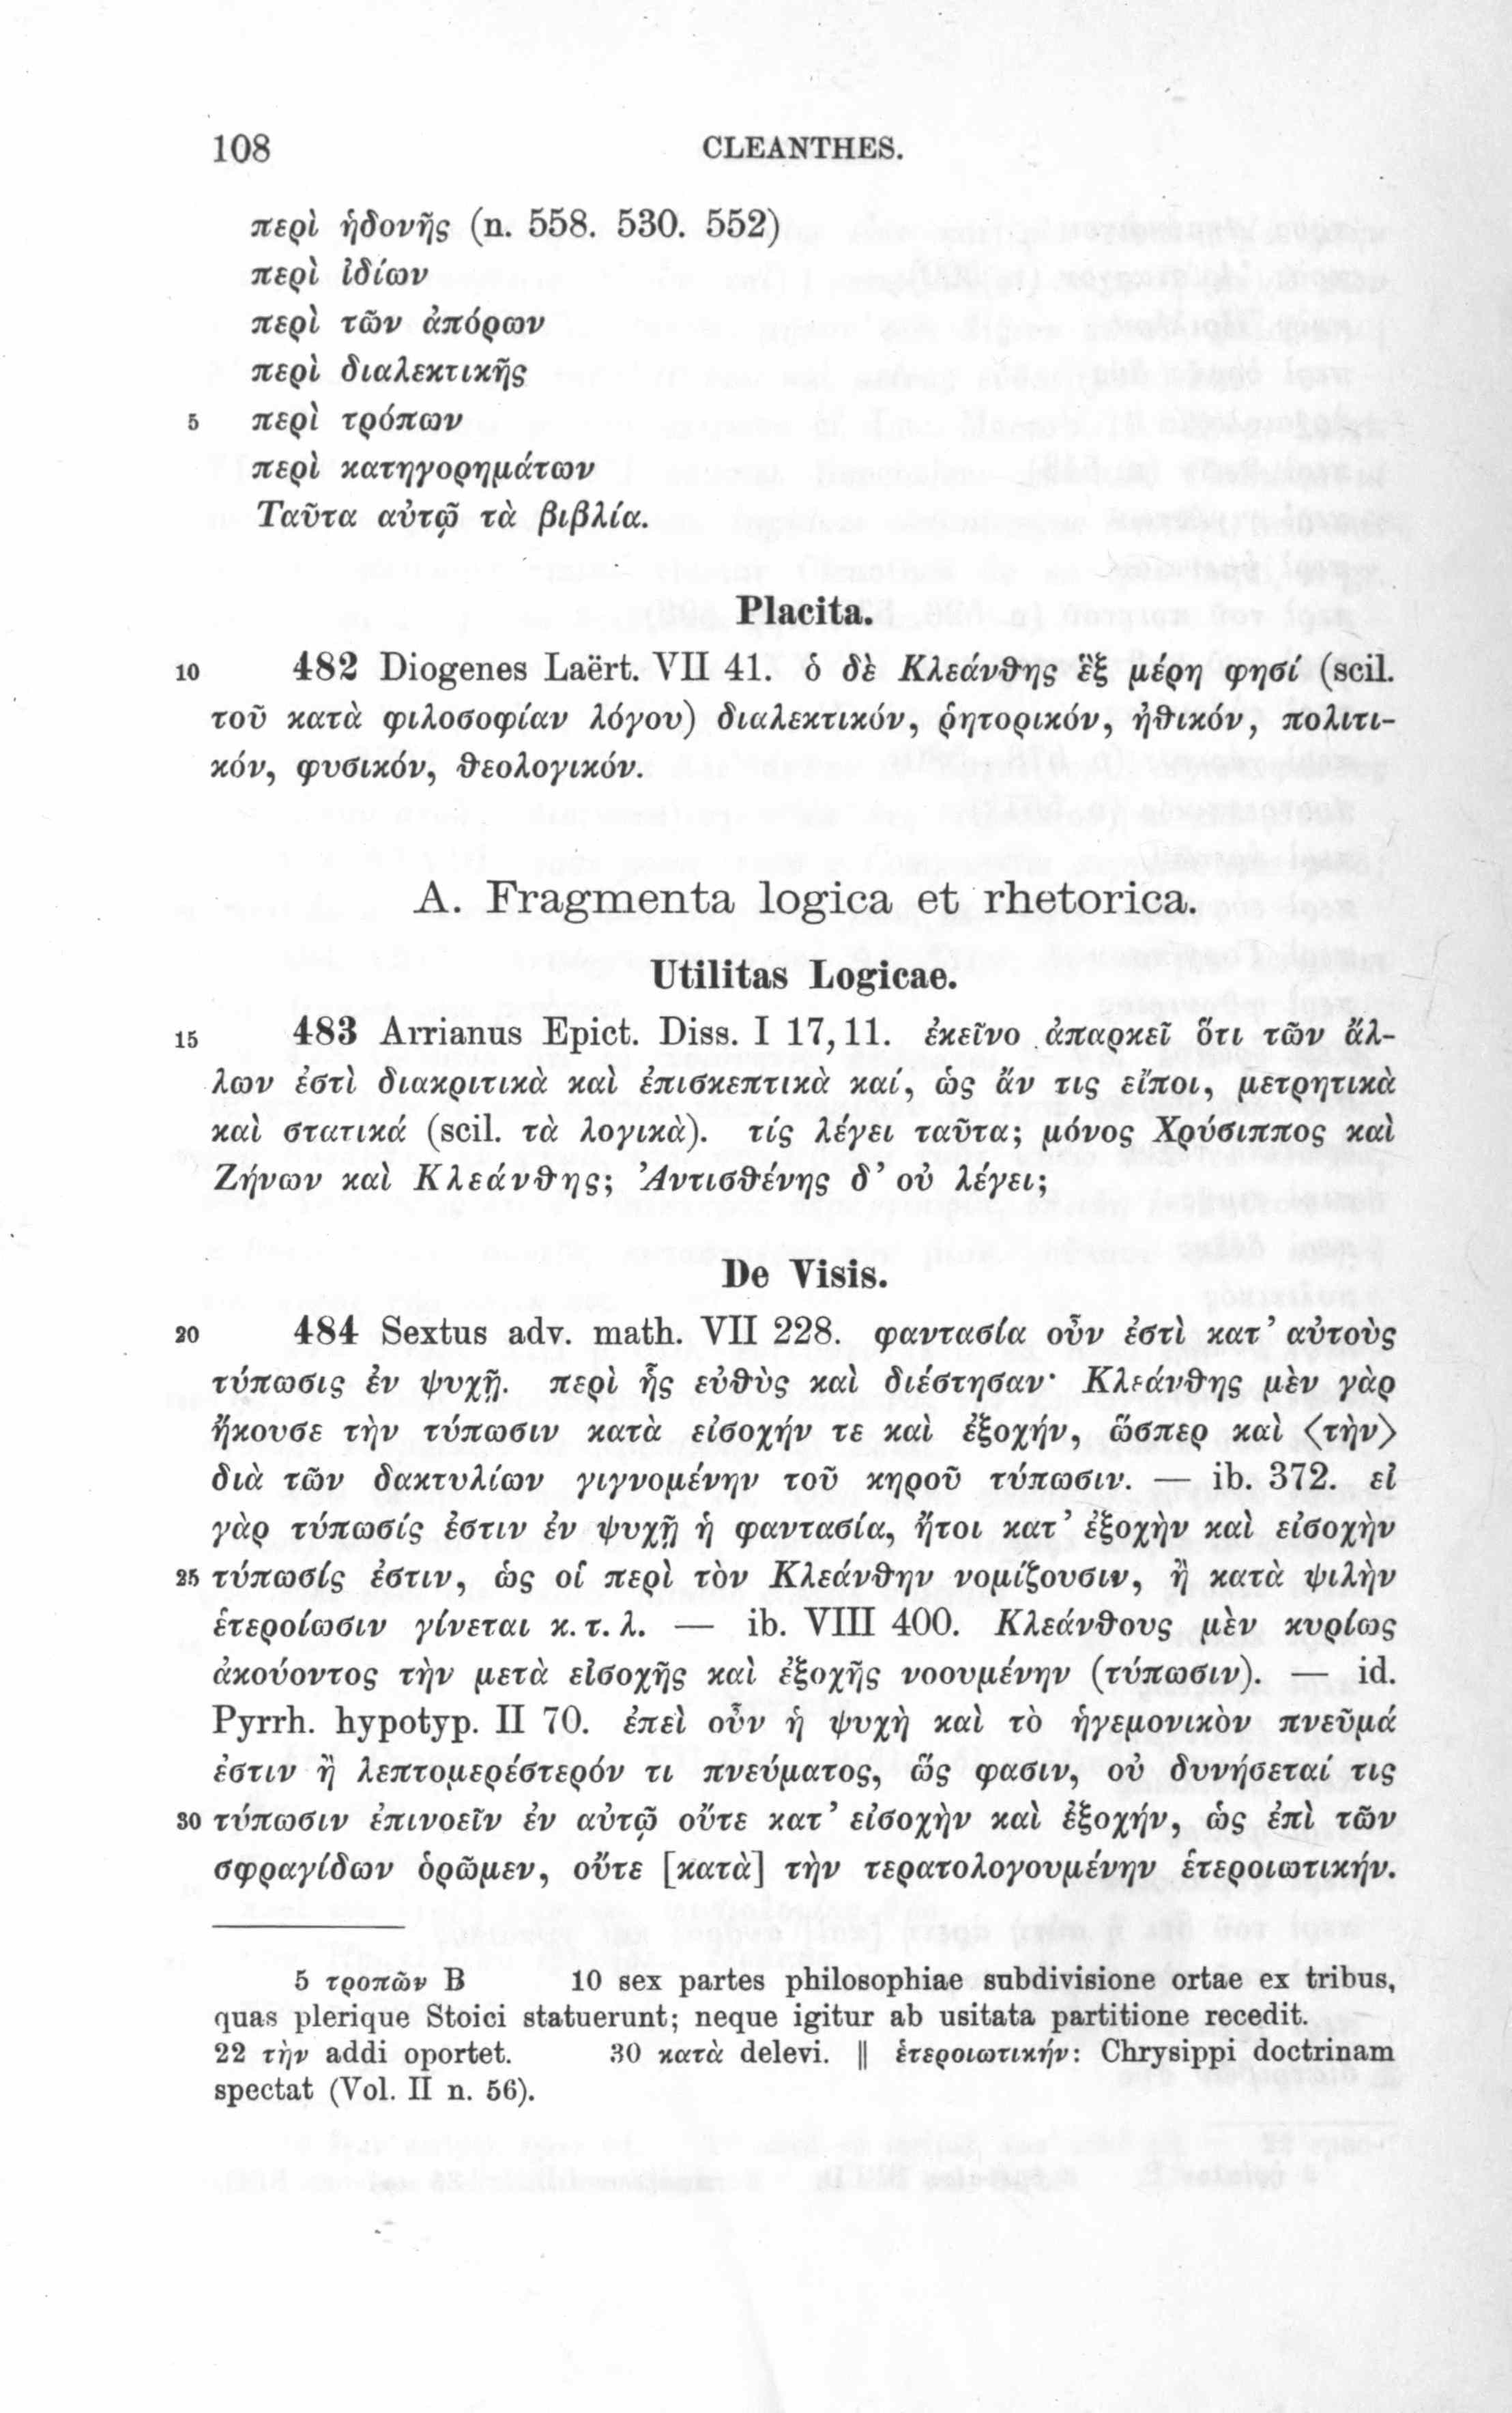 108 CLEANTHES.
περὶ ἡδονῆς (n. 558. 530. 552)
περὶ ἰδίων
περὶ τῶν ἀπόρων
περὶ διαλεκτικῆς
5 περὶ τρόπων
περὶ κατηγορημάτων
Ταῦτα αὐτῷ τὰ βιβλία.
Placita.
10 482 Diogenes Laërt. VII 41. ὁ δὲ Κλεάνθης ἓξ μέρη φησί (scil.
τοῦ κατὰ φιλοσοφίαν λόγου) διαλεκτικόν, ῥητορικόν, ἠθικόν, πολιτι-
κόν, φυσικόν, θεολογικόν.
A. Fragmenta logica et rhetorica.
Utilitas Logicae.
15 483 Arrianus Epict. Diss. I 17, 11. ἐκεῖνο ἀπαρκεῖ ὅτι τῶν ἄλ-
λων ἐστὶ διακριτικὰ καὶ ἐπισκεπτικὰ καί, ὡς ἄν τις εἴποι, μετρητικὰ
καὶ στατικά (scil. τὰ λογικὰ). τίς λέγει ταῦτα; μόνος Χρύσιππος καὶ
Ζήνων καὶ Κλεάνθης; Ἀντισθένης δ’ οὐ λέγει;
De Visis.
20 484 Sextus adv. math. VII 228. φαντασία οὖν ἐστὶ κατ’ αὐτοὺς
τύπωσις ἐν ψυχῇ. περὶ ἧς εὐθὺς καὶ διέστησαν· Κλεάνθης μὲν γὰρ
ἤκουσε τὴν τύπωσιν κατὰ εἰσοχήν τε καὶ ἐξοχήν, ὥσπερ καὶ ⟨τὴν⟩
διὰ τῶν δακτυλίων γιγνομένην τοῦ κηροῦ τύπωσιν. — ib. 372. εἰ
γὰρ τύπωσίς ἐστιν ἐν ψυχῇ ἡ φαντασία, ἤτοι κατ’ ἐξοχὴν καὶ εἰσοχὴν
25 τύπωσίς ἐστιν, ὡς οἱ περὶ τὸν Κλεάνθην νομίζουσιν, ἢ κατὰ ψιλὴν
ἑτεροίωσιν γίνεται κ. τ. λ. — ib. VIII 400. Κλεάνθους μὲν κυρίως
ἀκούοντος τὴν μετὰ εἰσοχῆς καὶ ἐξοχῆς νοουμένην (τύπωσιν). — id.
Pyrrh. hypotyp. II 70. ἐπεὶ οὖν ἡ ψυχὴ καὶ τὸ ἡγεμονικὸν πνεῦμά
ἐστιν ἢ λεπτομερέστερόν τι πνεύματος, ὥς φασιν, οὐ δυνήσεταί τις
30 τύπωσιν ἐπινοεῖν ἐν αὐτῷ οὔτε κατ’ εἰσοχὴν καὶ ἐξοχήν, ὡς ἐπὶ τῶν
σφραγίδων ὁρῶμεν, οὔτε [κατὰ] τὴν τερατολογουμένην ἑτεροιωτικήν.
5 τροπῶν B 10 sex partes philosophiae subdivisione ortae ex tribus,
quas plerique Stoici statuerunt; neque igitur ab usitata partitione recedit.
22 τὴν addi oportet. 30 κατὰ delevi. || ἑτεροιωτικήν: Chrysippi doctrinam
spectat (Vol. II n. 56).